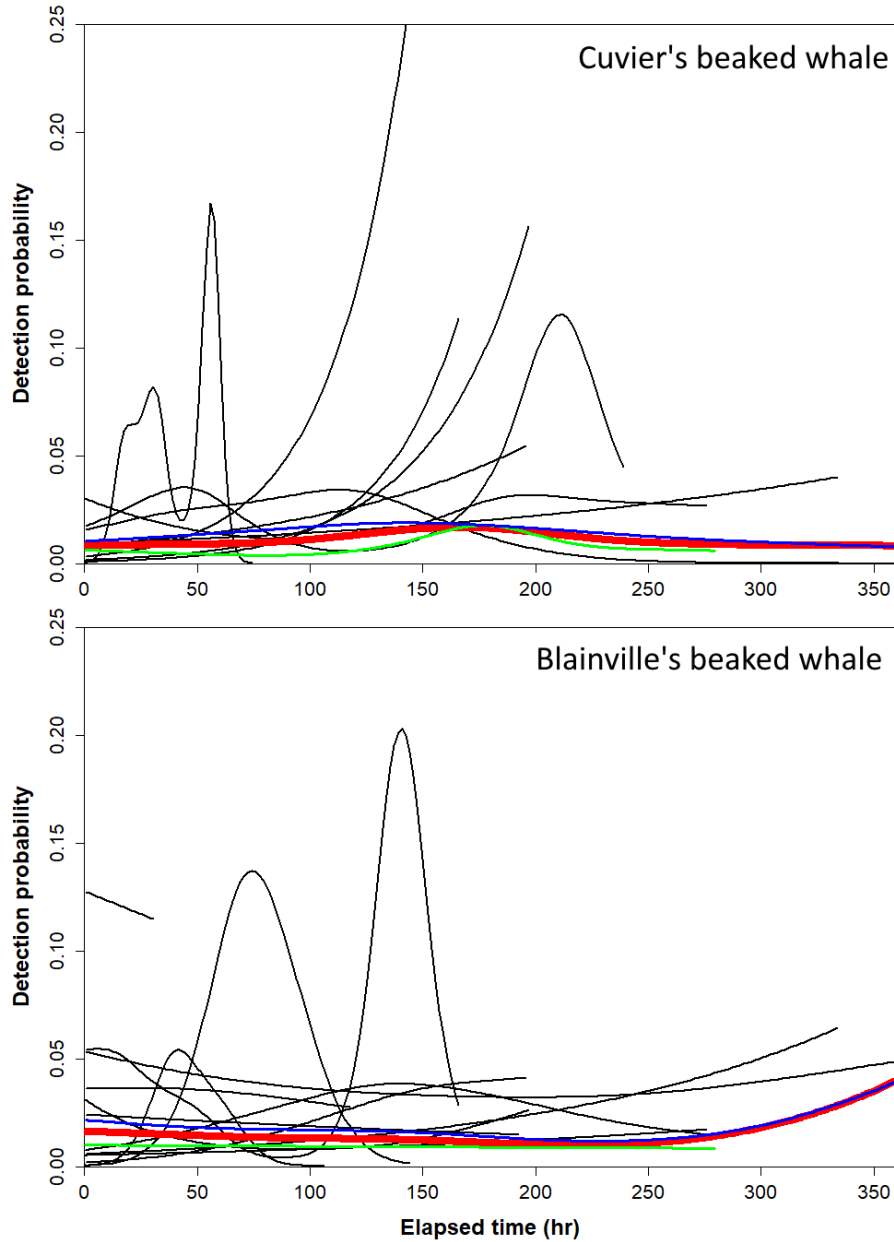 Cuvier's beaked whale
Detection probability
0.25
0.20
0.15
0.10
0.05
0.00
0 50 100 150 200 250 300 350
Blainville's beaked whale
Detection probability
0.25
0.20
0.15
0.10
0.05
0.00
0 50 100 150 200 250 300 350
Elapsed time (hr)